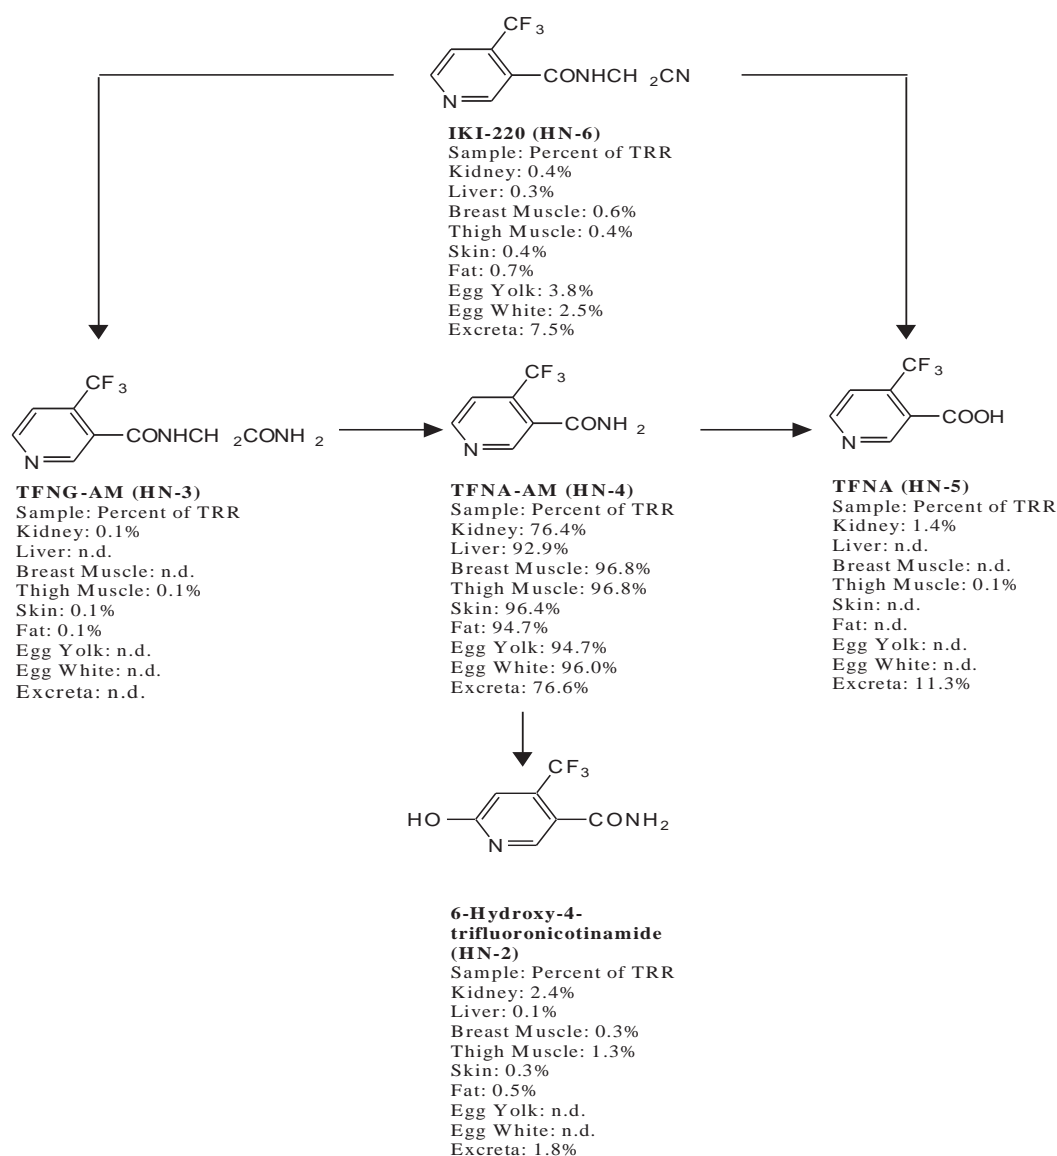 CF3
CONHCH 2CN
N
IKI-220 (HN-6)
Sample: Percent of TRR
Kidney: 0.4%
Liver: 0.3%
Breast Muscle: 0.6%
Thigh Muscle: 0.4%
Skin: 0.4%
Fat: 0.7%
Egg Yolk: 3.8%
Egg White: 2.5%
Excreta: 7.5%
CF3
CONHCH 2CONH 2
N
TFNG-AM (HN-3)
Sample: Percent of TRR
Kidney: 0.1%
Liver: n.d.
Breast Muscle: n.d.
Thigh Muscle: 0.1%
Skin: 0.1%
Fat: 0.1%
Egg Yolk: n.d.
Egg White: n.d.
Excreta: n.d.
CF3
CONH 2
N
TFNA-AM (HN-4)
Sample: Percent of TRR
Kidney: 76.4%
Liver: 92.9%
Breast Muscle: 96.8%
Thigh Muscle: 96.8%
Skin: 96.4%
Fat: 94.7%
Egg Yolk: 94.7%
Egg White: 96.0%
Excreta: 76.6%
CF3
COOH
N
TFNA (HN-5)
Sample: Percent of TRR
Kidney: 1.4%
Liver: n.d.
Breast Muscle: n.d.
Thigh Muscle: 0.1%
Skin: n.d.
Fat: n.d.
Egg Yolk: n.d.
Egg White: n.d.
Excreta: 11.3%
CF3
HO CONH2
N
6-Hydroxy-4-
trifluoronicotinamide
(HN-2)
Sample: Percent of TRR
Kidney: 2.4%
Liver: 0.1%
Breast Muscle: 0.3%
Thigh Muscle: 1.3%
Skin: 0.3%
Fat: 0.5%
Egg Yolk: n.d.
Egg White: n.d.
Excreta: 1.8%